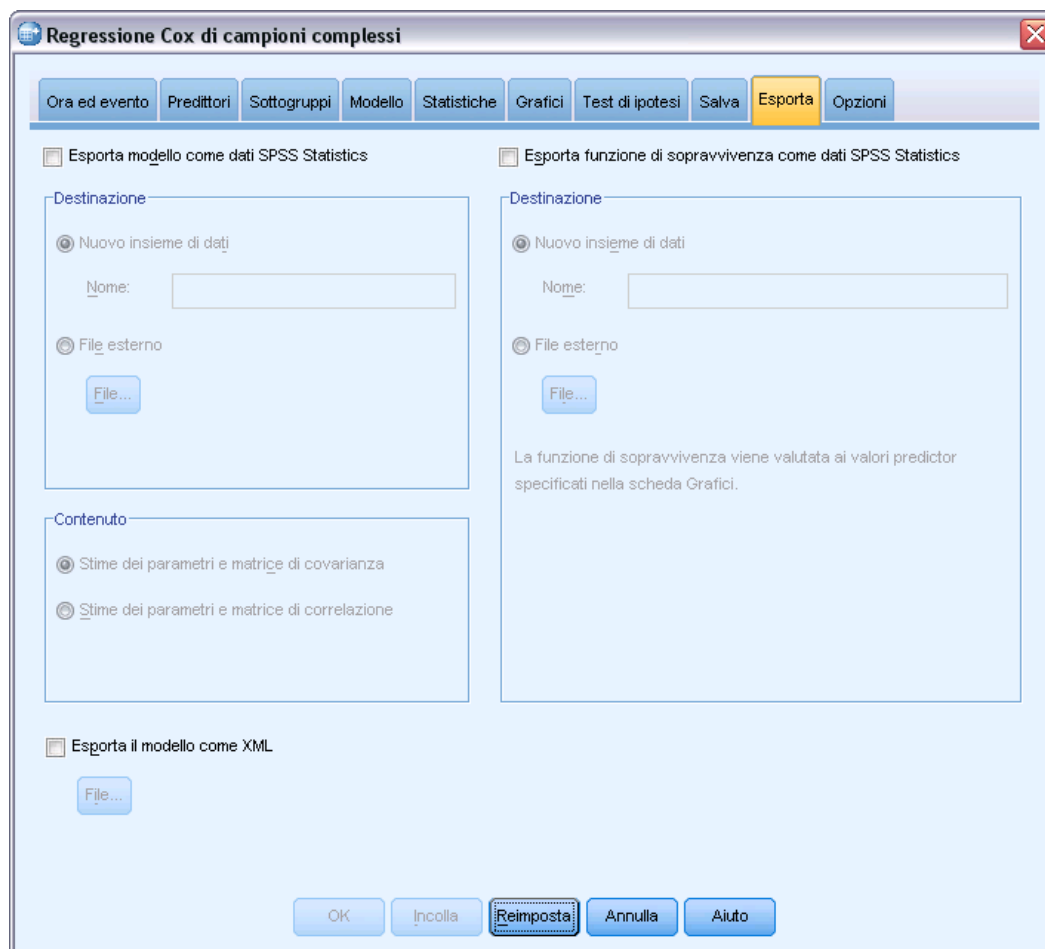 Regressione Cox di campioni complessi
Ora ed evento Predittori Sottogruppi Modello Statistiche Grafici Test di ipotesi Salva Esporta Opzioni
Esporta modello come dati SPSS Statistics
Destinazione
Nuovo insieme di dati
Nome:
File esterno
File...
Contenuto
Stime dei parametri e matrice di covarianza
Stime dei parametri e matrice di correlazione
Esporta funzione di sopravvivenza come dati SPSS Statistics
Destinazione
Nuovo insieme di dati
Nome:
File esterno
File...
La funzione di sopravvivenza viene valutata ai valori predictor
specificati nella scheda Grafici.
Esporta il modello come XML
File...
OK Incolla Reimposta Annulla Aiuto